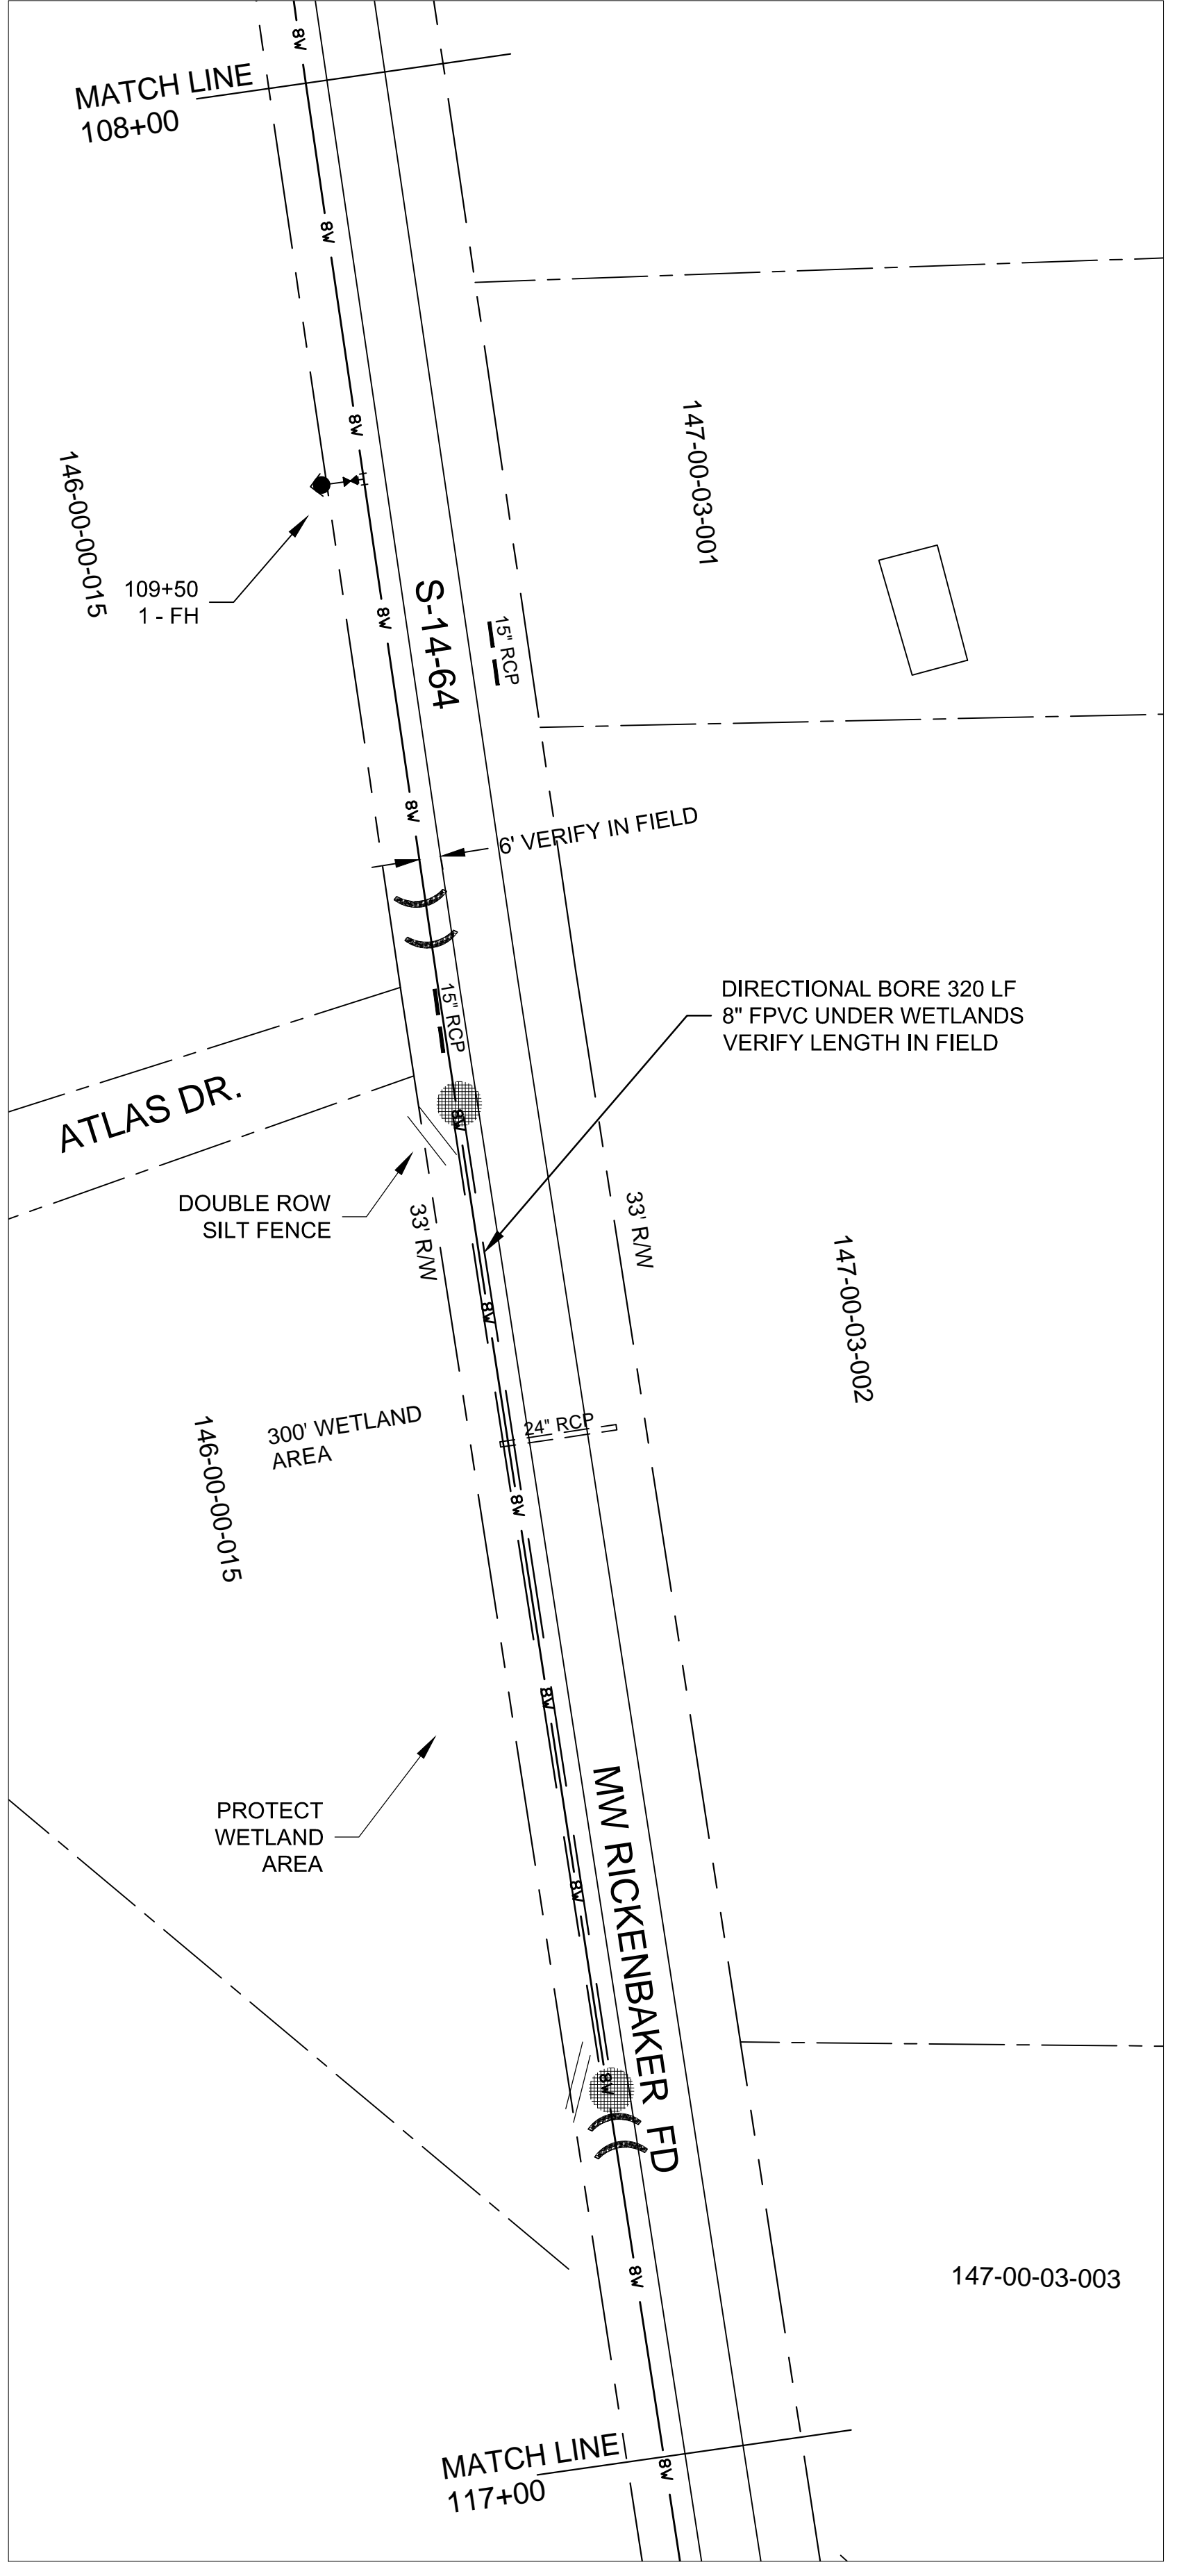 8W
MATCH LINE
108+00
8W
8W
147-00-03-001
146-00-00-015
109+50
1 - FH
S-14-64
8W
15" RCP
8W
6' VERIFY IN FIELD
15" RCP
DIRECTIONAL BORE 320 LF
8" FPVC UNDER WETLANDS
VERIFY LENGTH IN FIELD
ATLAS DR.
8W
DOUBLE ROW
SILT FENCE
33' R/W
33' R/W
147-00-03-002
8W
300' WETLAND
AREA
24" RCP
146-00-00-015
8W
8W
PROTECT
WETLAND
AREA
MW RICKENBAKER FD
8W
8W
8W
147-00-03-003
MATCH LINE
117+00
8W